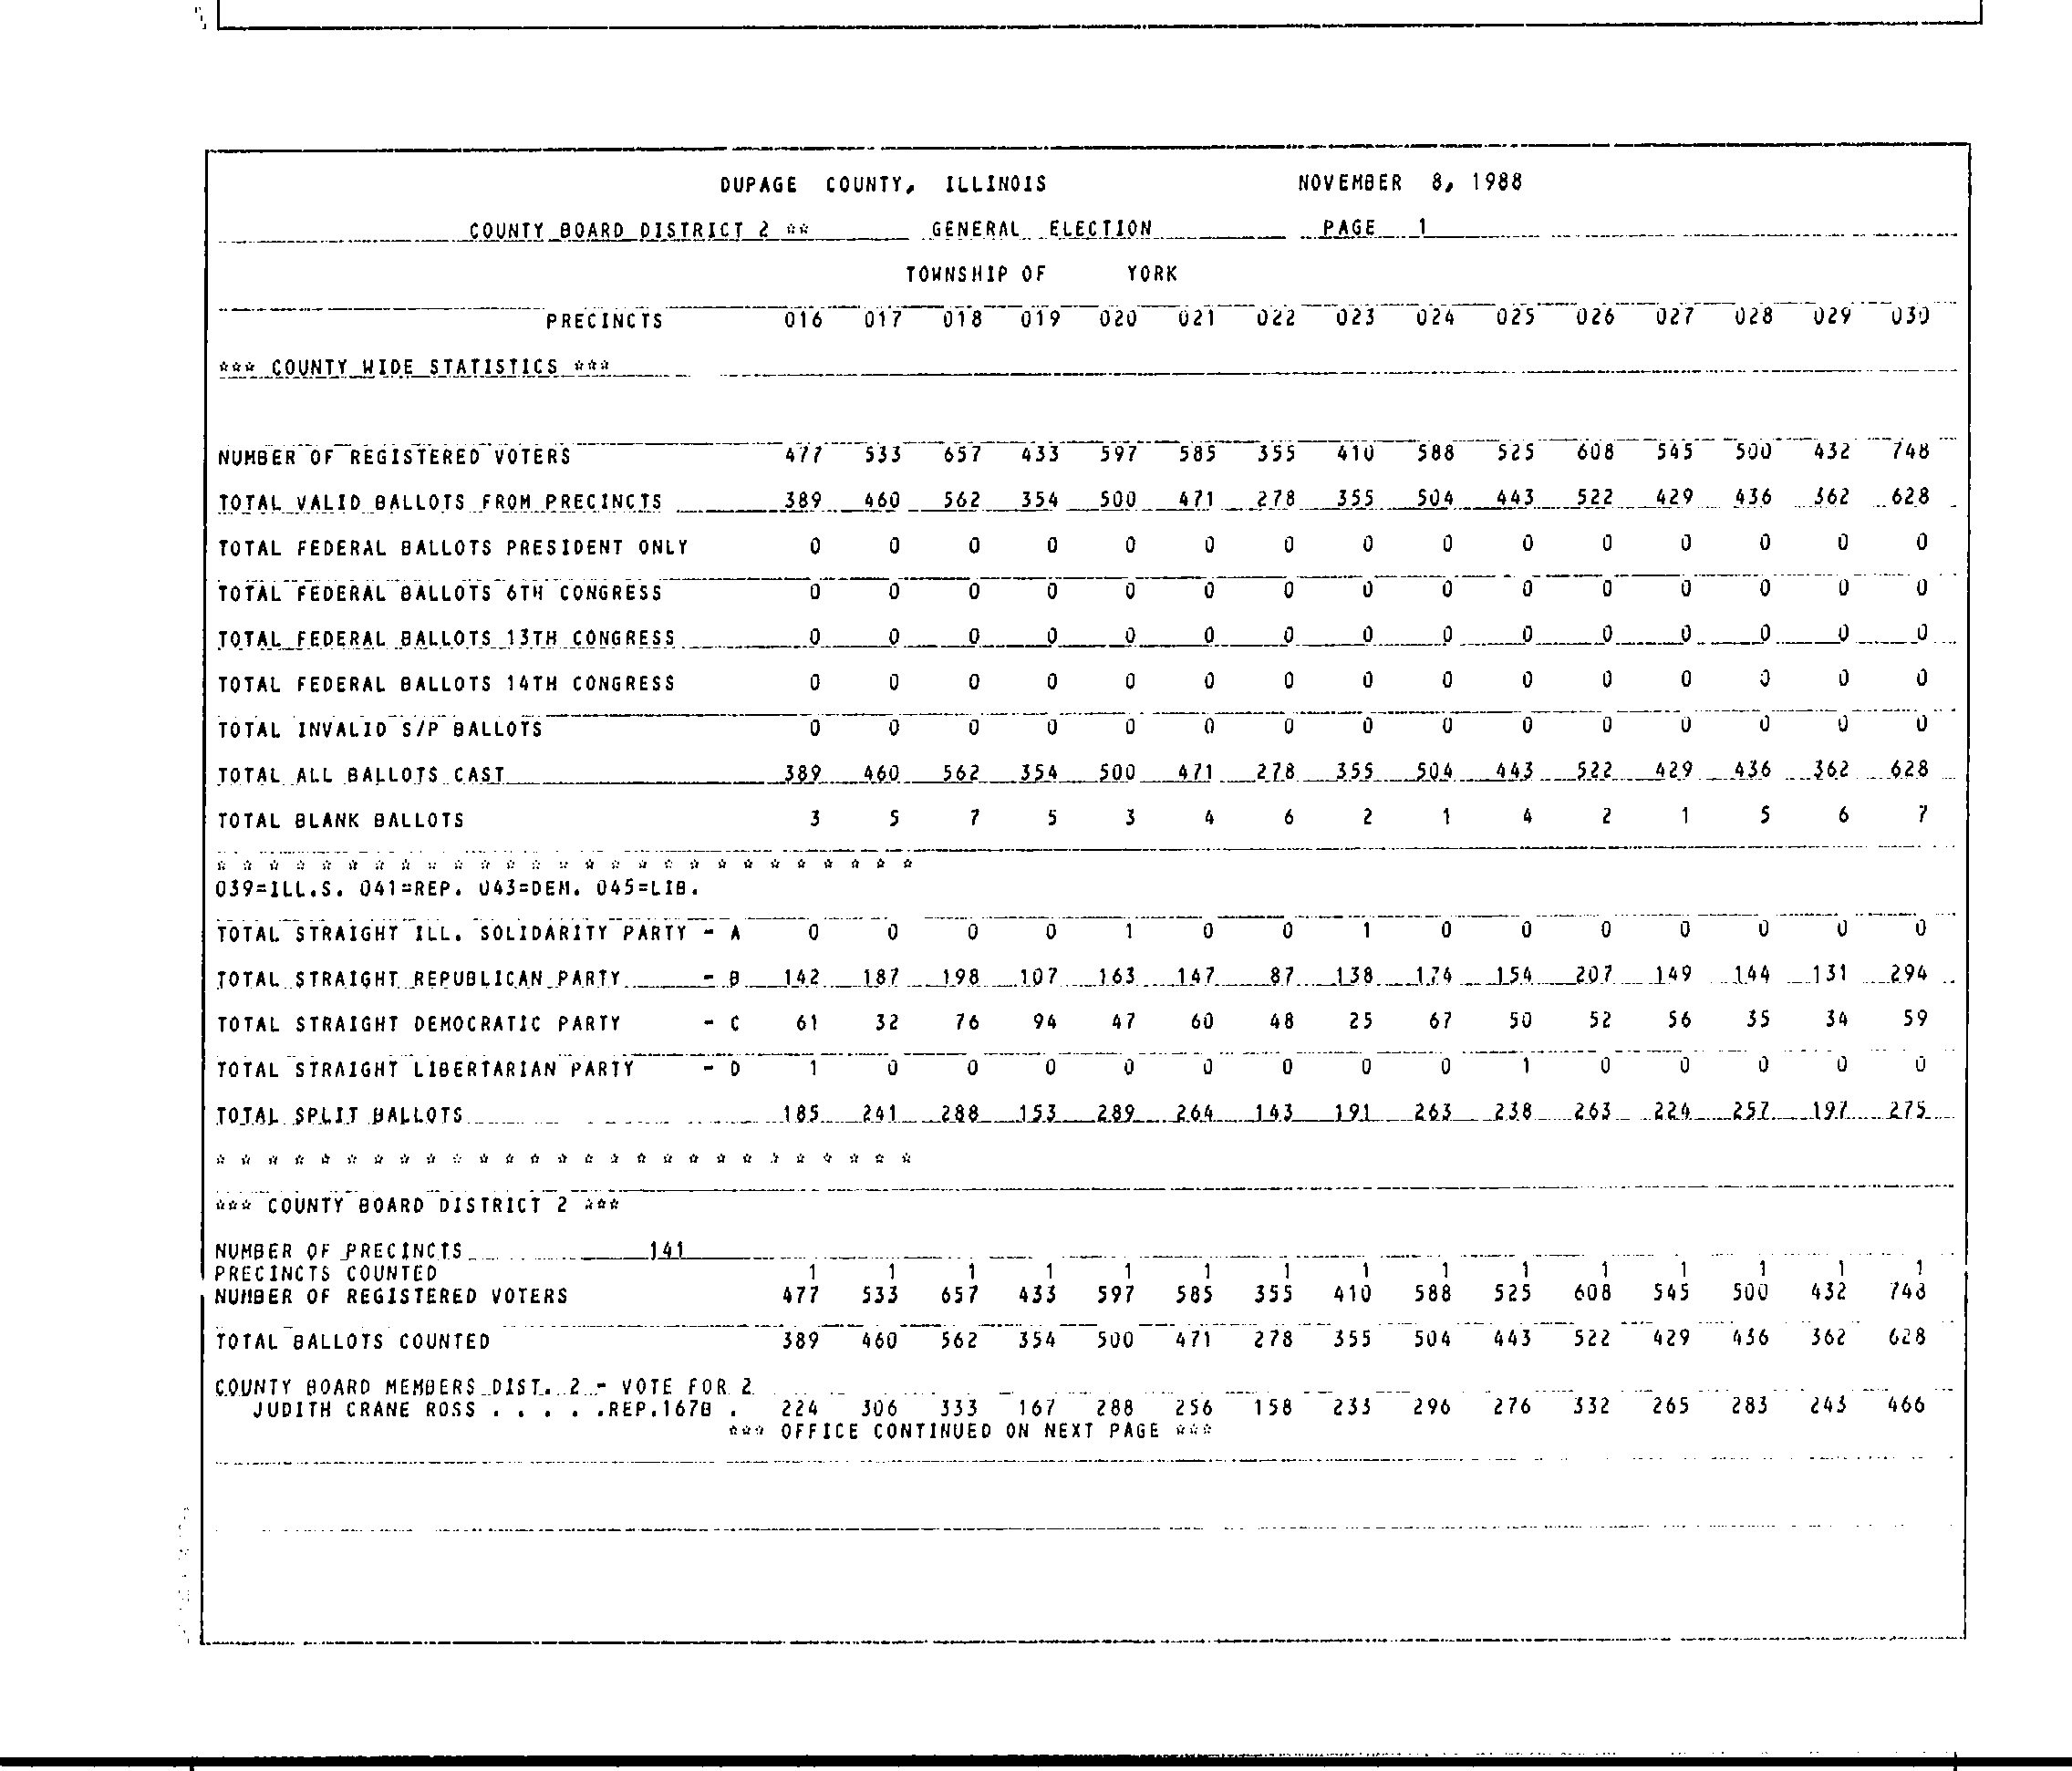 DUPAGE COUNTY, ILLINOIS NOVEMBER 8, 1988
COUNTY BOARD DISTRICT 2 ** GENERAL ELECTION PAGE 1
TOWNSHIP OF YORK
PRECINCTS 016 017 018 019 020 021 022 023 024 025 026 027 028 029 030
*** COUNTY WIDE STATISTICS ***
NUMBER OF REGISTERED VOTERS 477 533 657 433 597 585 355 410 588 525 608 545 500 432 748
TOTAL VALID BALLOTS FROM PRECINCTS 389 460 562 354 500 471 278 355 504 443 522 429 436 362 628
TOTAL FEDERAL BALLOTS PRESIDENT ONLY 0 0 0 0 0 0 0 0 0 0 0 0 0 0 0
TOTAL FEDERAL BALLOTS 6TH CONGRESS 0 0 0 0 0 0 0 0 0 0 0 0 0 0 0
TOTAL FEDERAL BALLOTS 13TH CONGRESS 0 0 0 0 0 0 0 0 0 0 0 0 0 0 0
TOTAL FEDERAL BALLOTS 14TH CONGRESS 0 0 0 0 0 0 0 0 0 0 0 0 0 0 0
TOTAL INVALID S/P BALLOTS 0 0 0 0 0 0 0 0 0 0 0 0 0 0 0
TOTAL ALL BALLOTS CAST 389 460 562 354 500 471 278 355 504 443 522 429 436 362 628
TOTAL BLANK BALLOTS 3 5 7 5 3 4 6 2 1 4 2 1 5 6 7
* * * * * * * * * * * * * * * * * * * * * * * * * * *
039=ILL.S. 041=REP. 043=DEM. 045=LIB.
TOTAL STRAIGHT ILL. SOLIDARITY PARTY - A 0 0 0 0 1 0 0 1 0 0 0 0 0 0 0
TOTAL STRAIGHT REPUBLICAN PARTY - B 142 187 198 107 163 147 87 138 174 154 207 149 144 131 294
TOTAL STRAIGHT DEMOCRATIC PARTY - C 61 32 76 94 47 60 48 25 67 50 52 56 35 34 59
TOTAL STRAIGHT LIBERTARIAN PARTY - D 1 0 0 0 0 0 0 0 0 1 0 0 0 0 0
TOTAL SPLIT BALLOTS 185 241 288 153 289 264 143 191 263 238 263 224 257 197 275
* * * * * * * * * * * * * * * * * * * * * * * * * * *
*** COUNTY BOARD DISTRICT 2 ***
NUMBER OF PRECINCTS 141
PRECINCTS COUNTED 1 1 1 1 1 1 1 1 1 1 1 1 1 1 1
NUMBER OF REGISTERED VOTERS 477 533 657 433 597 585 355 410 588 525 608 545 500 432 748
TOTAL BALLOTS COUNTED 389 460 562 354 500 471 278 355 504 443 522 429 436 362 628
COUNTY BOARD MEMBERS DIST. 2 - VOTE FOR 2
JUDITH CRANE ROSS . . . . .REP.167B . 224 306 333 167 288 256 158 233 296 276 332 265 283 243 466
*** OFFICE CONTINUED ON NEXT PAGE ***